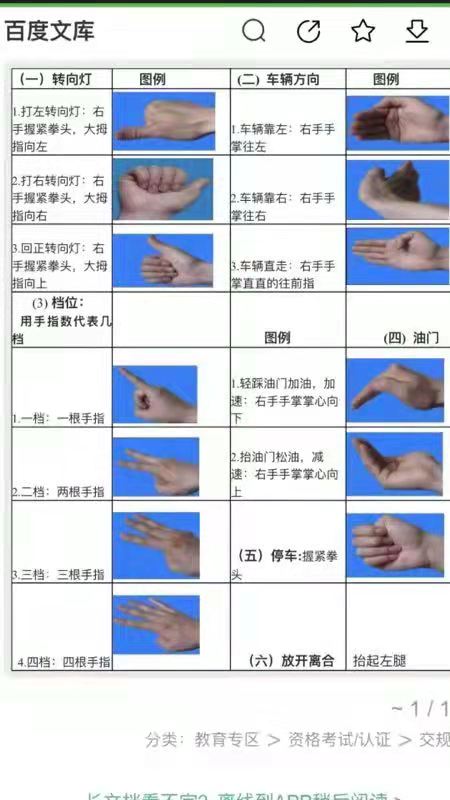 百度文库
（一）转向灯 图例 (二) 车辆方向 图例
1.打左转向灯：右
手握紧拳头，大拇
指向左
1.车辆靠左：右手手
掌往左
2.打右转向灯：右
手握紧拳头，大拇
指向右
2.车辆靠右：右手手
掌往右
3.回正转向灯：右
手握紧拳头，大拇
指向上
3.车辆直走：右手手
掌直直的往前指
(3) 档位：
用手指数代表几
档
图例 (四) 油门
1.一档：一根手指
1.轻踩油门加油，加
速：右手手掌掌心向
下
2.二档：两根手指
2.抬油门松油，减
速：右手手掌掌心向
上
3.三档：三根手指
（五）停车:握紧拳
头
4.四档：四根手指
（六）放开离合 抬起左腿
~ 1 / 1
分类：教育专区 > 资格考试/认证 > 交规